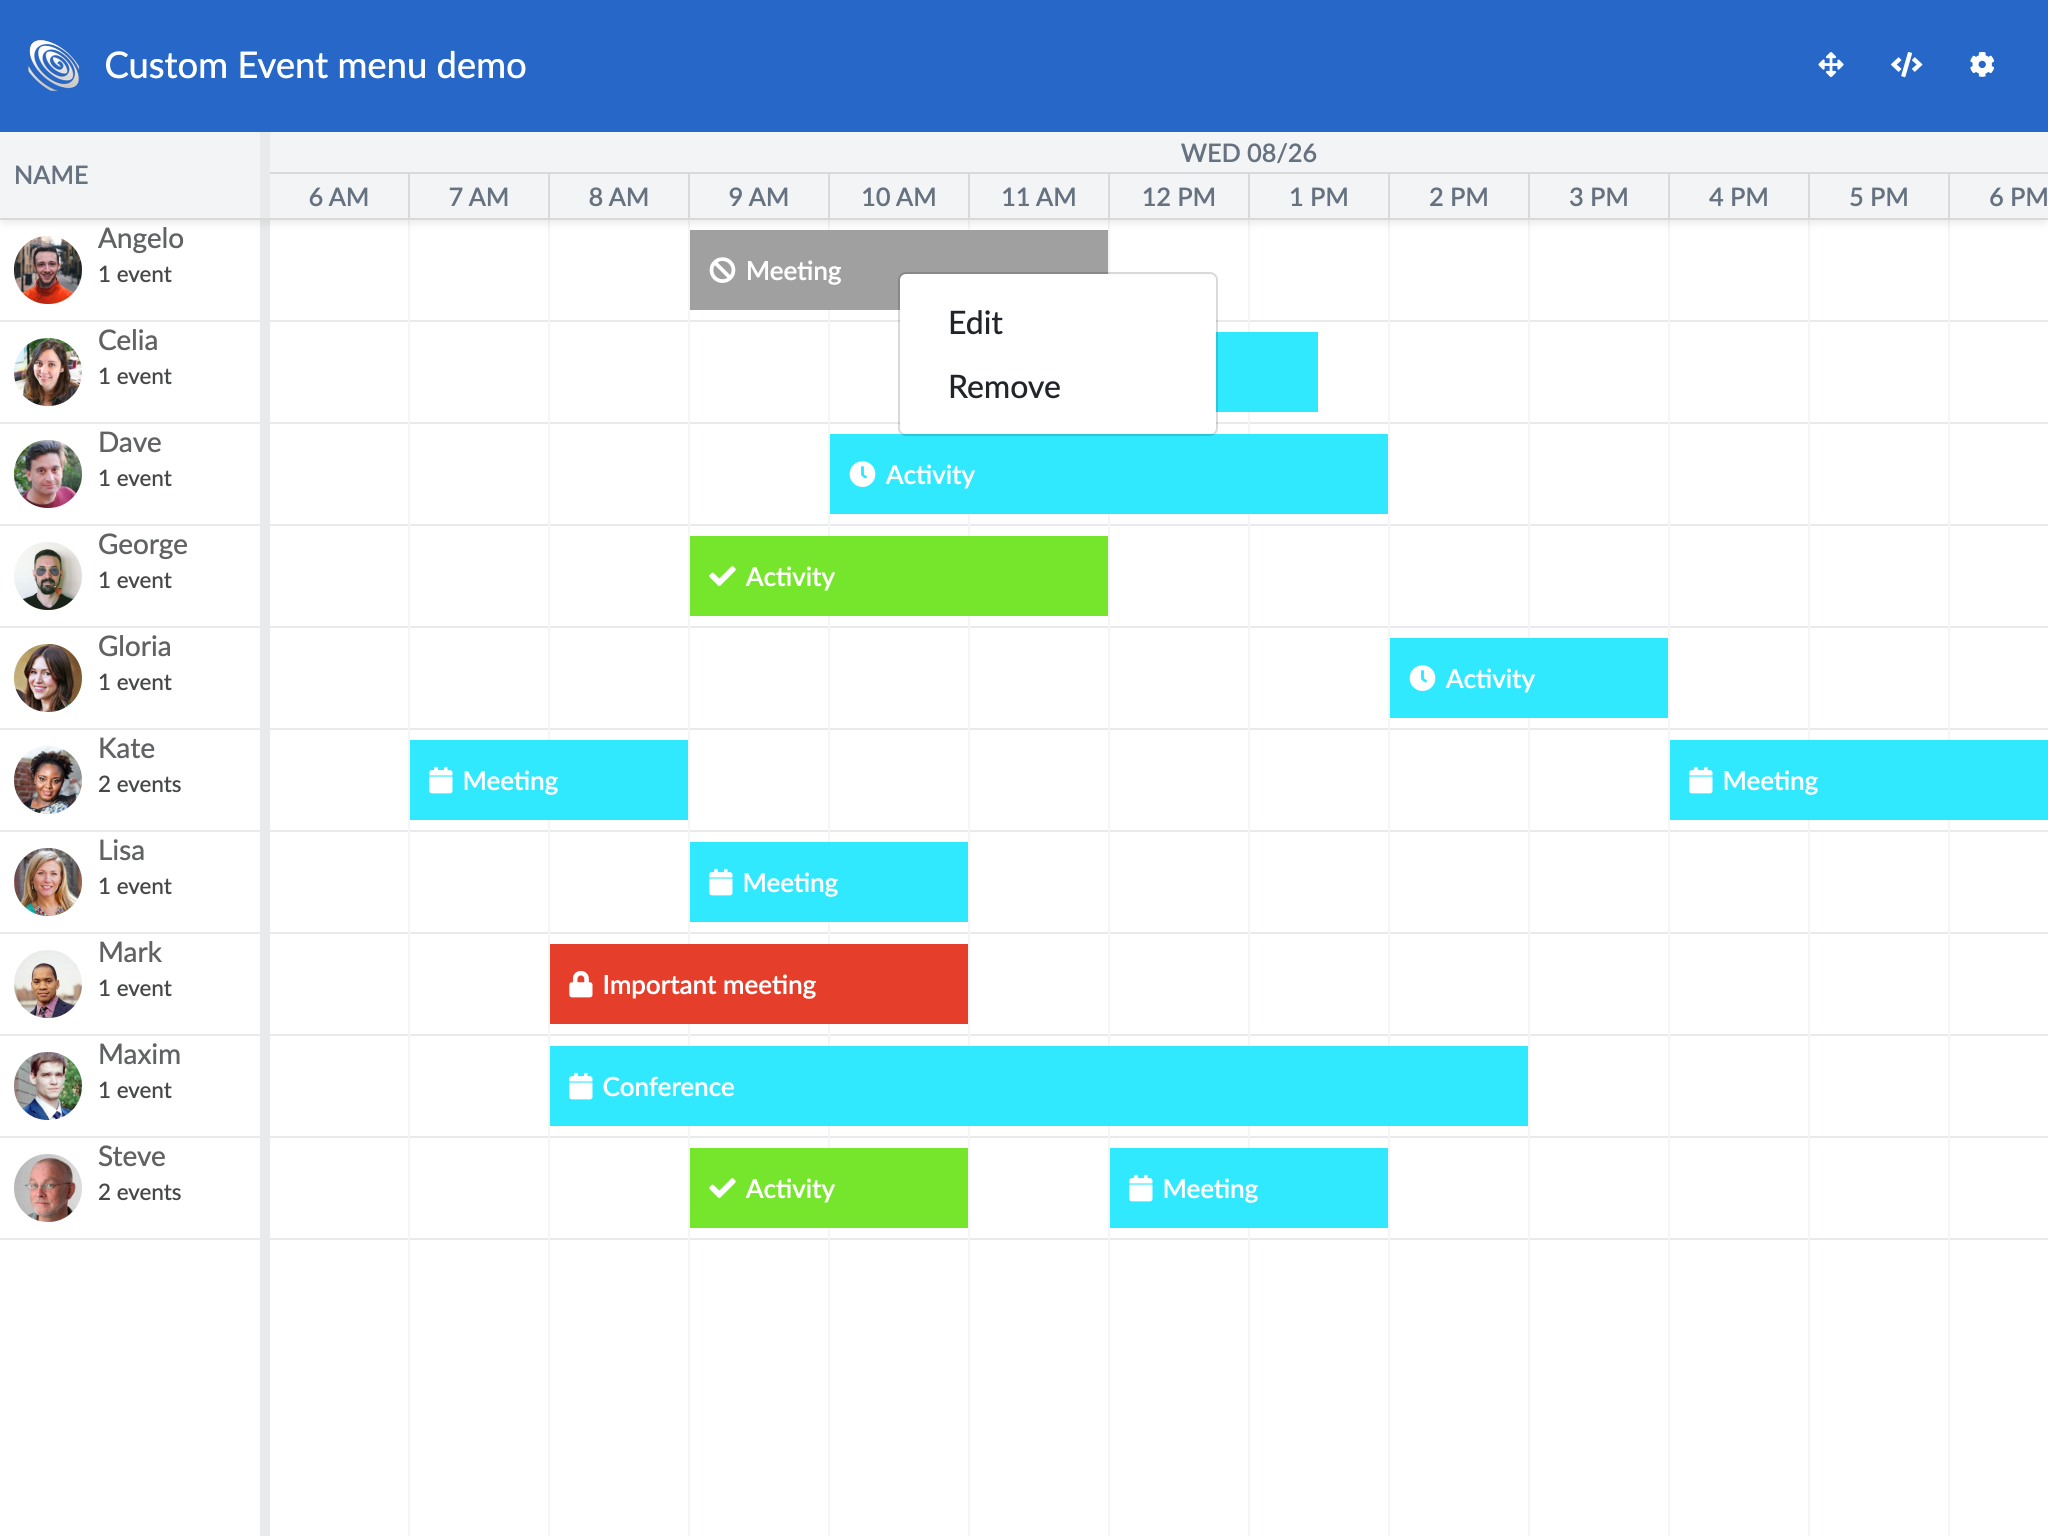 Custom Event menu demo
NAME
WED 08/26
6 AM 7 AM 8 AM 9 AM 10 AM 11 AM 12 PM 1 PM 2 PM 3 PM 4 PM 5 PM 6 PM
Angelo
1 event
Meeting
Edit
Remove
Celia
1 event
Dave
1 event
Activity
George
1 event
Activity
Gloria
1 event
Activity
Kate
2 events
Meeting Meeting
Lisa
1 event
Meeting
Mark
1 event
Important meeting
Maxim
1 event
Conference
Steve
2 events
Activity Meeting